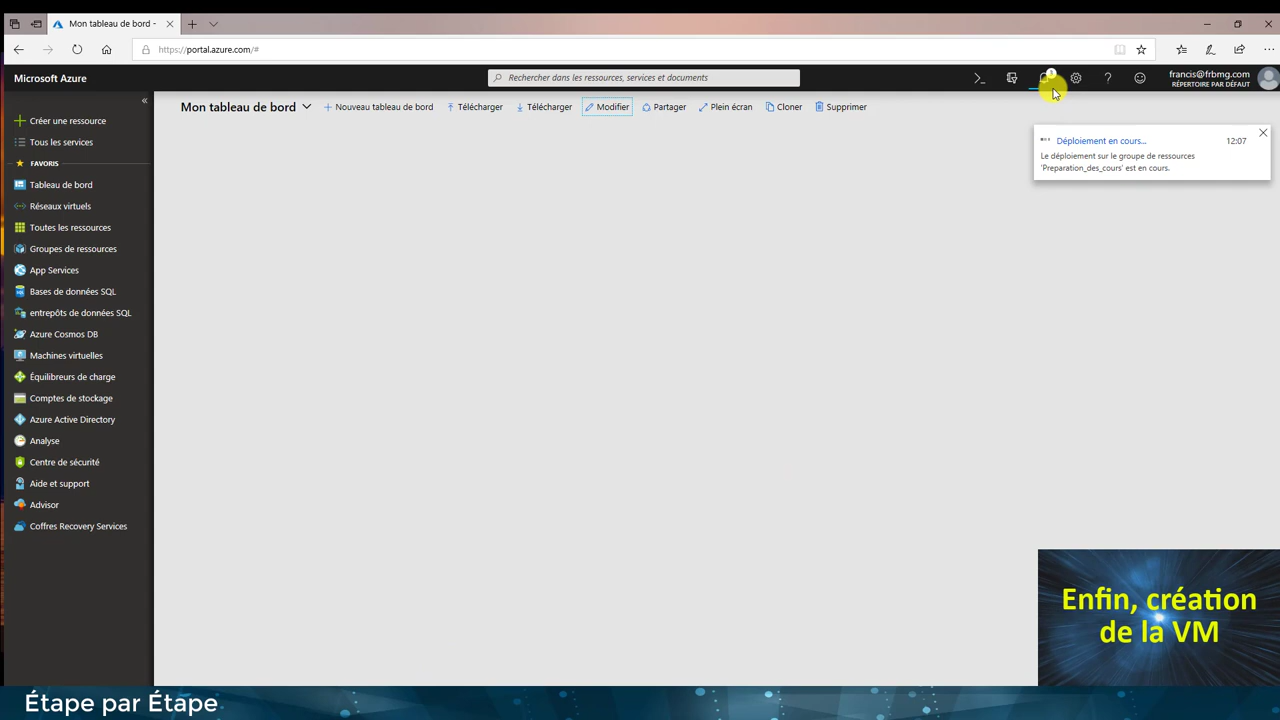 Mon tableau de bord -
https://portal.azure.com/#
Microsoft Azure
Rechercher dans les ressources, services et documents
francis@frbmg.com
RÉPERTOIRE PAR DÉFAUT
Mon tableau de bord
Nouveau tableau de bord
Télécharger
Télécharger
Modifier
Partager
Plein écran
Cloner
Supprimer
Créer une ressource
Tous les services
FAVORIS
Tableau de bord
Réseaux virtuels
Toutes les ressources
Groupes de ressources
App Services
Bases de données SQL
entrepôts de données SQL
Azure Cosmos DB
Machines virtuelles
Équilibreurs de charge
Comptes de stockage
Azure Active Directory
Analyse
Centre de sécurité
Aide et support
Advisor
Coffres Recovery Services
Déploiement en cours... 12:07
Le déploiement sur le groupe de ressources
'Preparation_des_cours' est en cours.
Enfin, création
de la VM
Étape par Étape